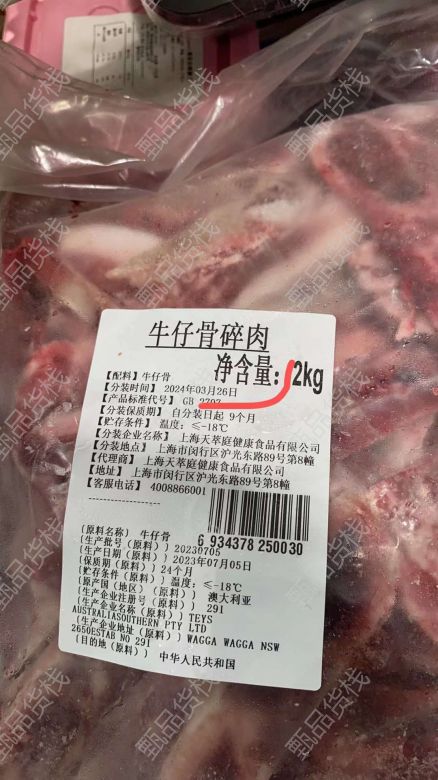 牛仔骨碎肉
净含量:2kg
【配料】牛仔骨
【分装时间】2024年03月26日
【产品标准代号】GB 2707
【分装保质期】自分装日起 9个月
【贮存条件】温度:≤-18℃
【分装企业名称】上海天萃庭健康食品有限公司
【分装地点】上海市闵行区沪光东路89号第8幢
【代理商】上海天萃庭健康食品有限公司
【地址】上海市闵行区沪光东路89号第8幢
【客服电话】4008866001
6 934378 250030
(原料名称) 牛仔骨
(生产批号(原料))20230705
(生产日期(原料))2023年07月05日
(保质期(原料))24个月
(贮存条件(原料))温度:≤-18℃
(原产国(地区)(原料)) 澳大利亚
(生产企业注册号(原料)) 291
(生产企业名称(原料)) TEYS
AUSTRALIASOUTHERN PTY LTD
(生产企业地址(原料)) WAGGA WAGGA NSW
2650ESTAB NO 291
(目的地(原料)) 中华人民共和国
甄品货栈